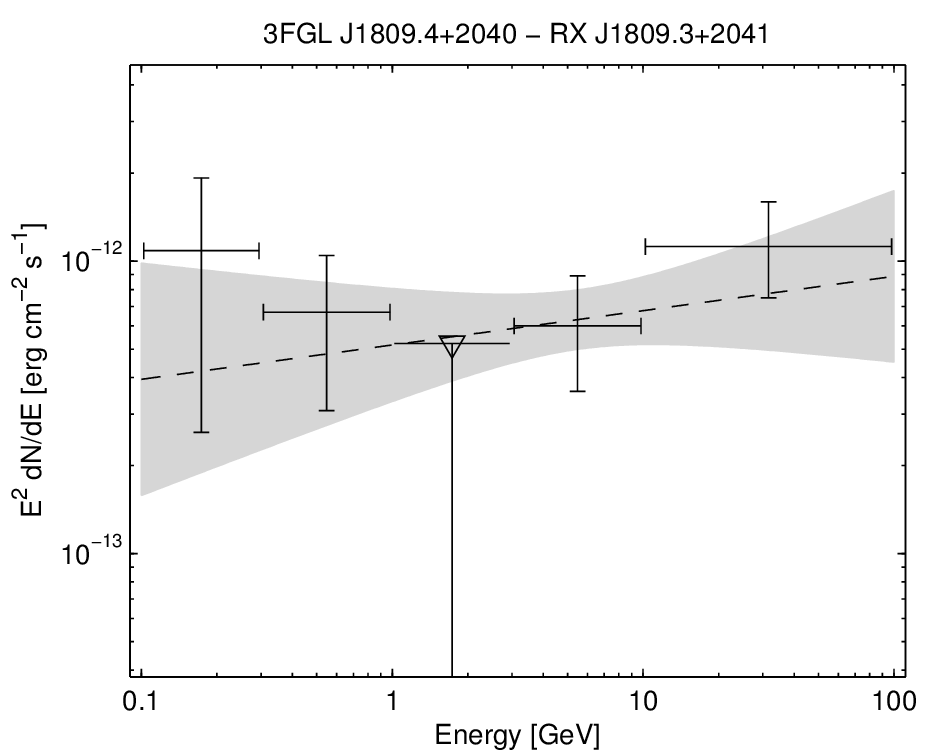 3FGL J1809.4+2040 − RX J1809.3+2041
E² dN/dE [erg cm⁻² s⁻¹]
10⁻¹²
10⁻¹³
0.1 1 10 100
Energy [GeV]